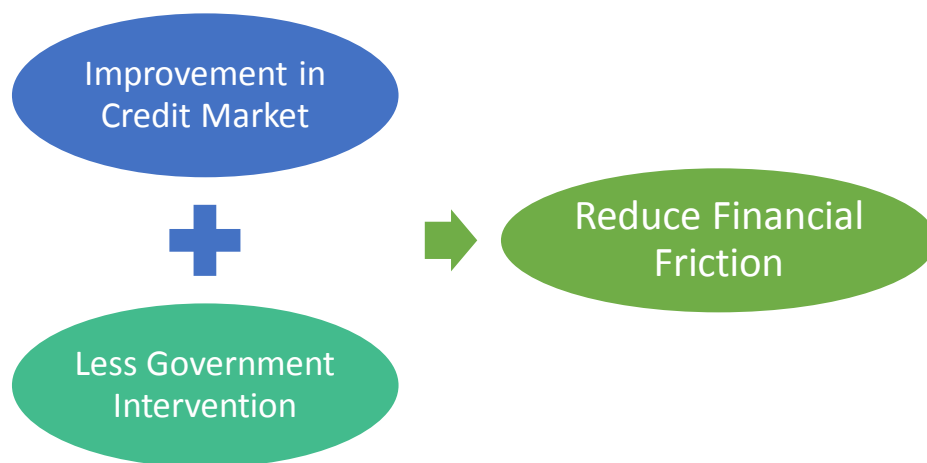 Improvement in
Credit Market
Less Government
Intervention
Reduce Financial
Friction